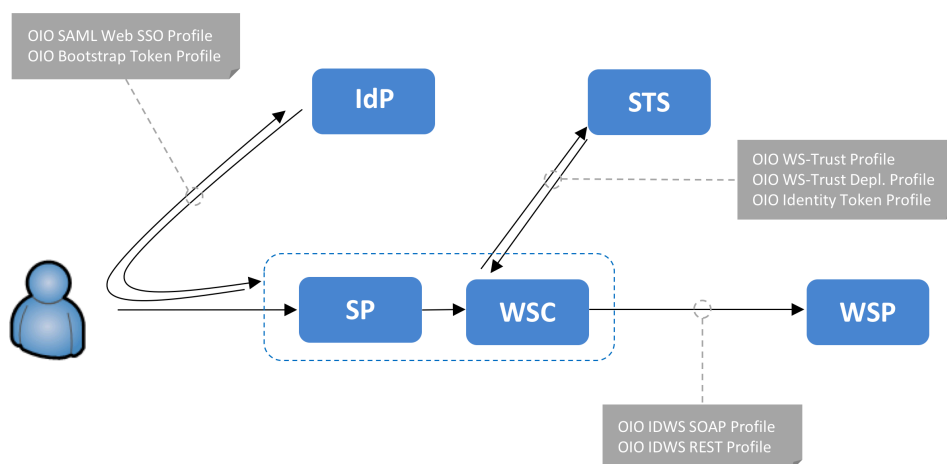 OIO SAML Web SSO Profile
OIO Bootstrap Token Profile
IdP
STS
OIO WS-Trust Profile
OIO WS-Trust Depl. Profile
OIO Identity Token Profile
SP
WSC
WSP
OIO IDWS SOAP Profile
OIO IDWS REST Profile